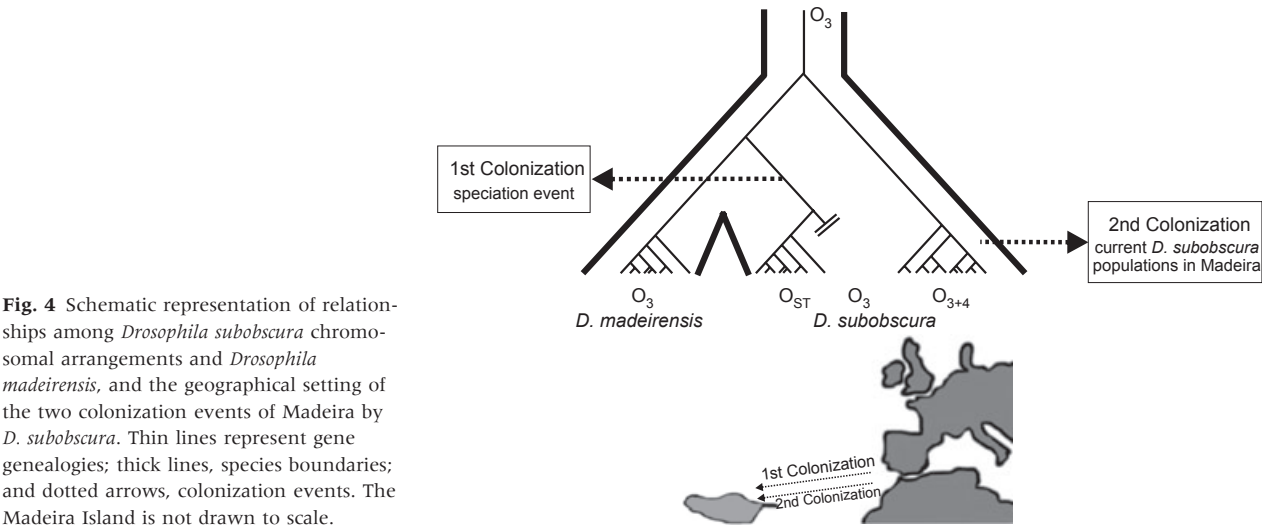 O3
1st Colonization
speciation event
2nd Colonization
current D. subobscura
populations in Madeira
O3 OST O3 O3+4
D. madeirensis D. subobscura
Fig. 4 Schematic representation of relation-
ships among Drosophila subobscura chromo-
somal arrangements and Drosophila
madeirensis, and the geographical setting of
the two colonization events of Madeira by
D. subobscura. Thin lines represent gene
genealogies; thick lines, species boundaries;
and dotted arrows, colonization events. The
Madeira Island is not drawn to scale.
1st Colonization
2nd Colonization